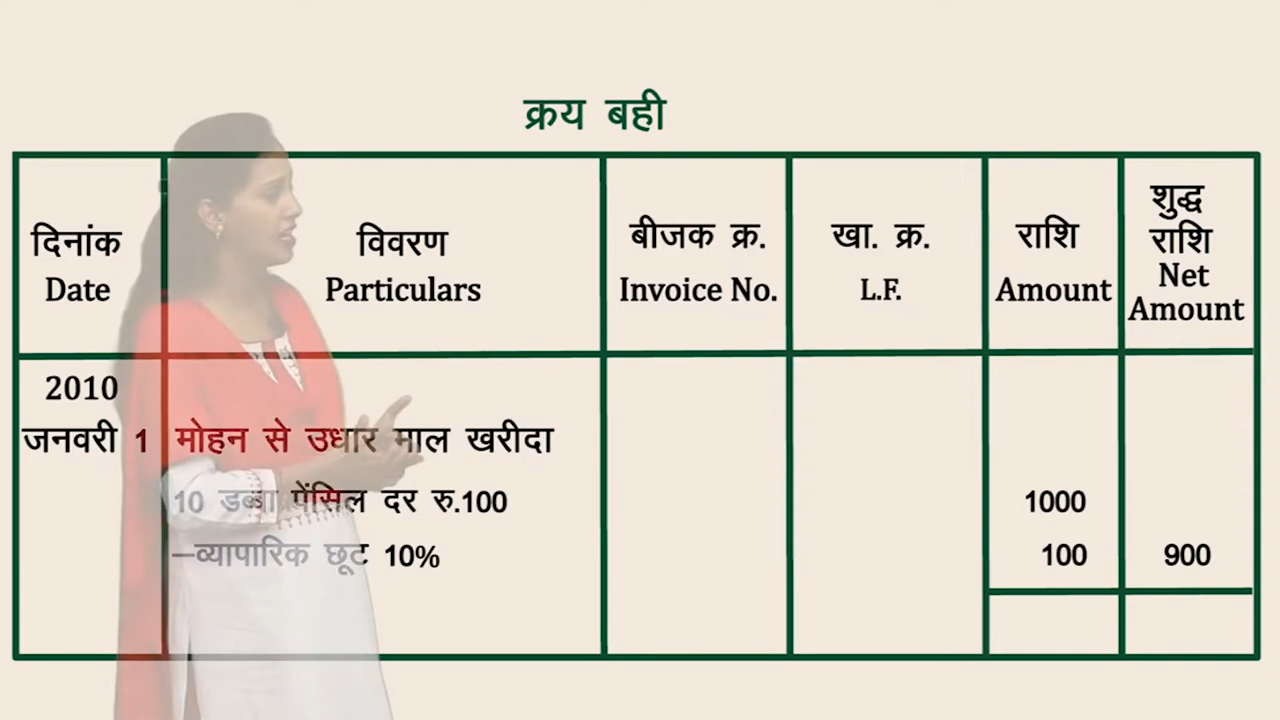 क्रय बही
दिनांक
Date
विवरण
Particulars
बीजक क्र.
Invoice No.
खा. क्र.
L.F.
राशि
Amount
शुद्ध
राशि
Net
Amount
2010
जनवरी 1 मोहन से उधार माल खरीदा
10 डब्बा पेंसिल दर रु.100 1000
–व्यापारिक छूट 10% 100 900